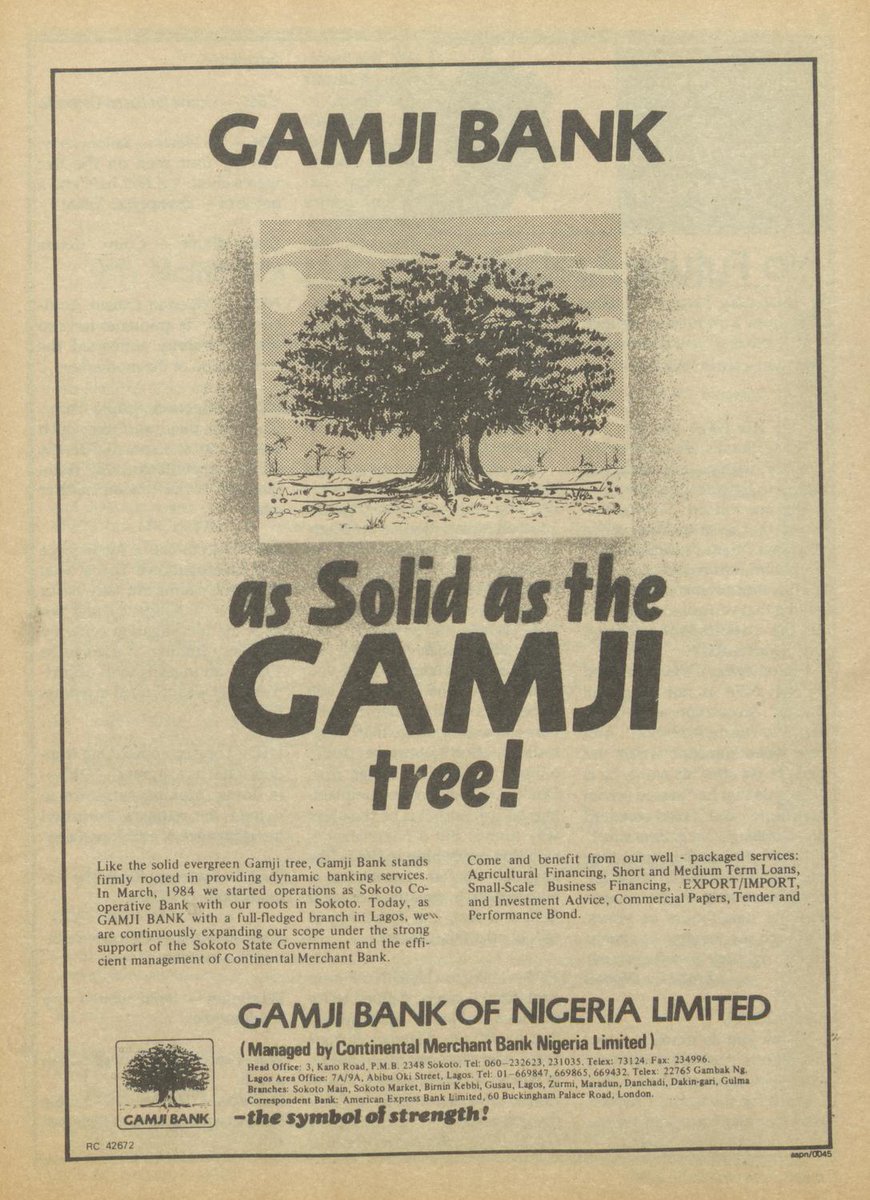 GAMJI BANK
as Solid as the
GAMJI
tree!
Like the solid evergreen Gamji tree, Gamji Bank stands
firmly rooted in providing dynamic banking services.
In March, 1984 we started operations as Sokoto Co-
operative Bank with our roots in Sokoto. Today, as
GAMJI BANK with a full-fledged branch in Lagos, we
are continuously expanding our scope under the strong
support of the Sokoto State Government and the effi-
cient management of Continental Merchant Bank.
Come and benefit from our well - packaged services:
Agricultural Financing, Short and Medium Term Loans,
Small-Scale Business Financing, EXPORT/IMPORT,
and Investment Advice, Commercial Papers, Tender and
Performance Bond.
GAMJI BANK OF NIGERIA LIMITED
(Managed by Continental Merchant Bank Nigeria Limited)
Head Office: 3, Kano Road, P.M.B. 2348 Sokoto. Tel: 060-232623, 231035. Telex: 73124. Fax: 234996.
Lagos Area Office: 7A/9A, Abibu Oki Street, Lagos. Tel: 01-669847, 669865, 669432. Telex: 22765 Gambak Ng.
Branches: Sokoto Main, Sokoto Market, Birnin Kebbi, Gusau, Lagos, Zurmi, Maradun, Danchadi, Dakin-gari, Gulma
Correspondent Bank: American Express Bank Limited, 60 Buckingham Palace Road, London.
-the symbol of strength!
GAMJI BANK
RC 42672
aapn/0045